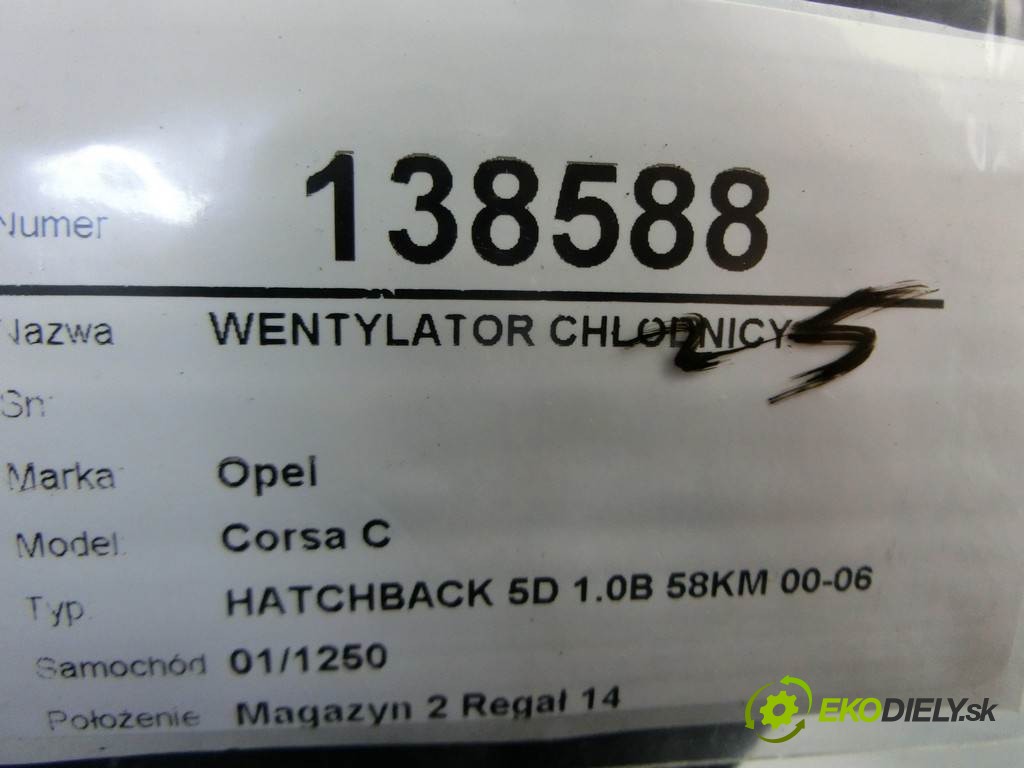 Numer 138588
Nazwa WENTYLATOR CHŁODNICY
Sn:
Marka Opel
Model: Corsa C
Typ. HATCHBACK 5D 1.0B 58KM 00-06
Samochód 01/1250
Położenie Magazyn 2 Regał 14
EKODIELY.sk